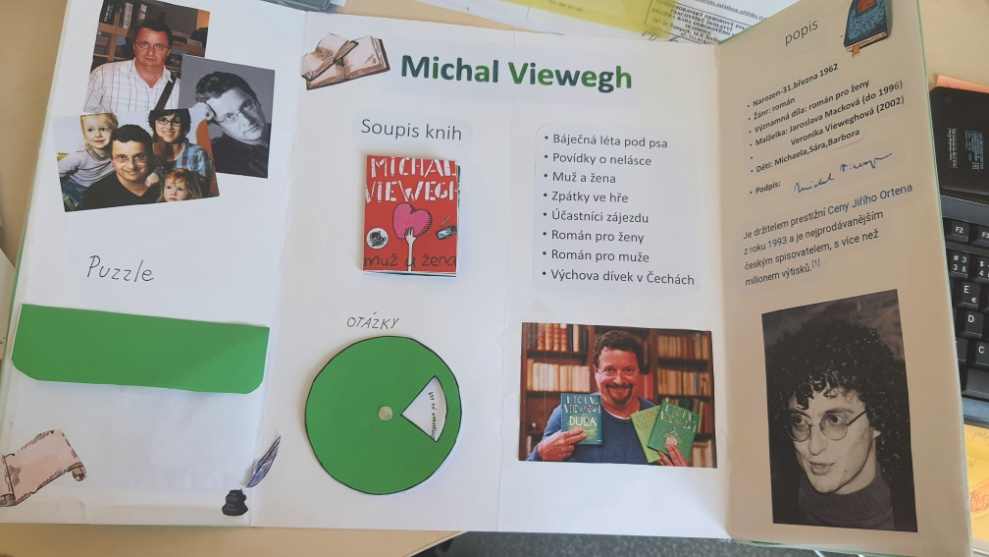 Michal Viewegh
Puzzle
Soupis knih
MICHAL
VIEWEGH
muž a žena
OTÁZKY
• Báječná léta pod psa
• Povídky o nelásce
• Muž a žena
• Zpátky ve hře
• Účastníci zájezdu
• Román pro ženy
• Román pro muže
• Výchova dívek v Čechách
MICHAL
VIEWEGH
popis
• Narozen-31.března 1962
• Žánr: román
• Významná díla: román pro ženy
• Manželka: Jaroslava Macková (do 1996)
• Veronika Vieweghová (2002)
• Děti: Michaela,Sára,Barbora
• Podpis:
Je držitelem prestižní Ceny Jiřího Ortena
z roku 1993 a je nejprodávanějším
českým spisovatelem, s více než
milionem výtisků.[1]
F2
F3
E
€
D
C